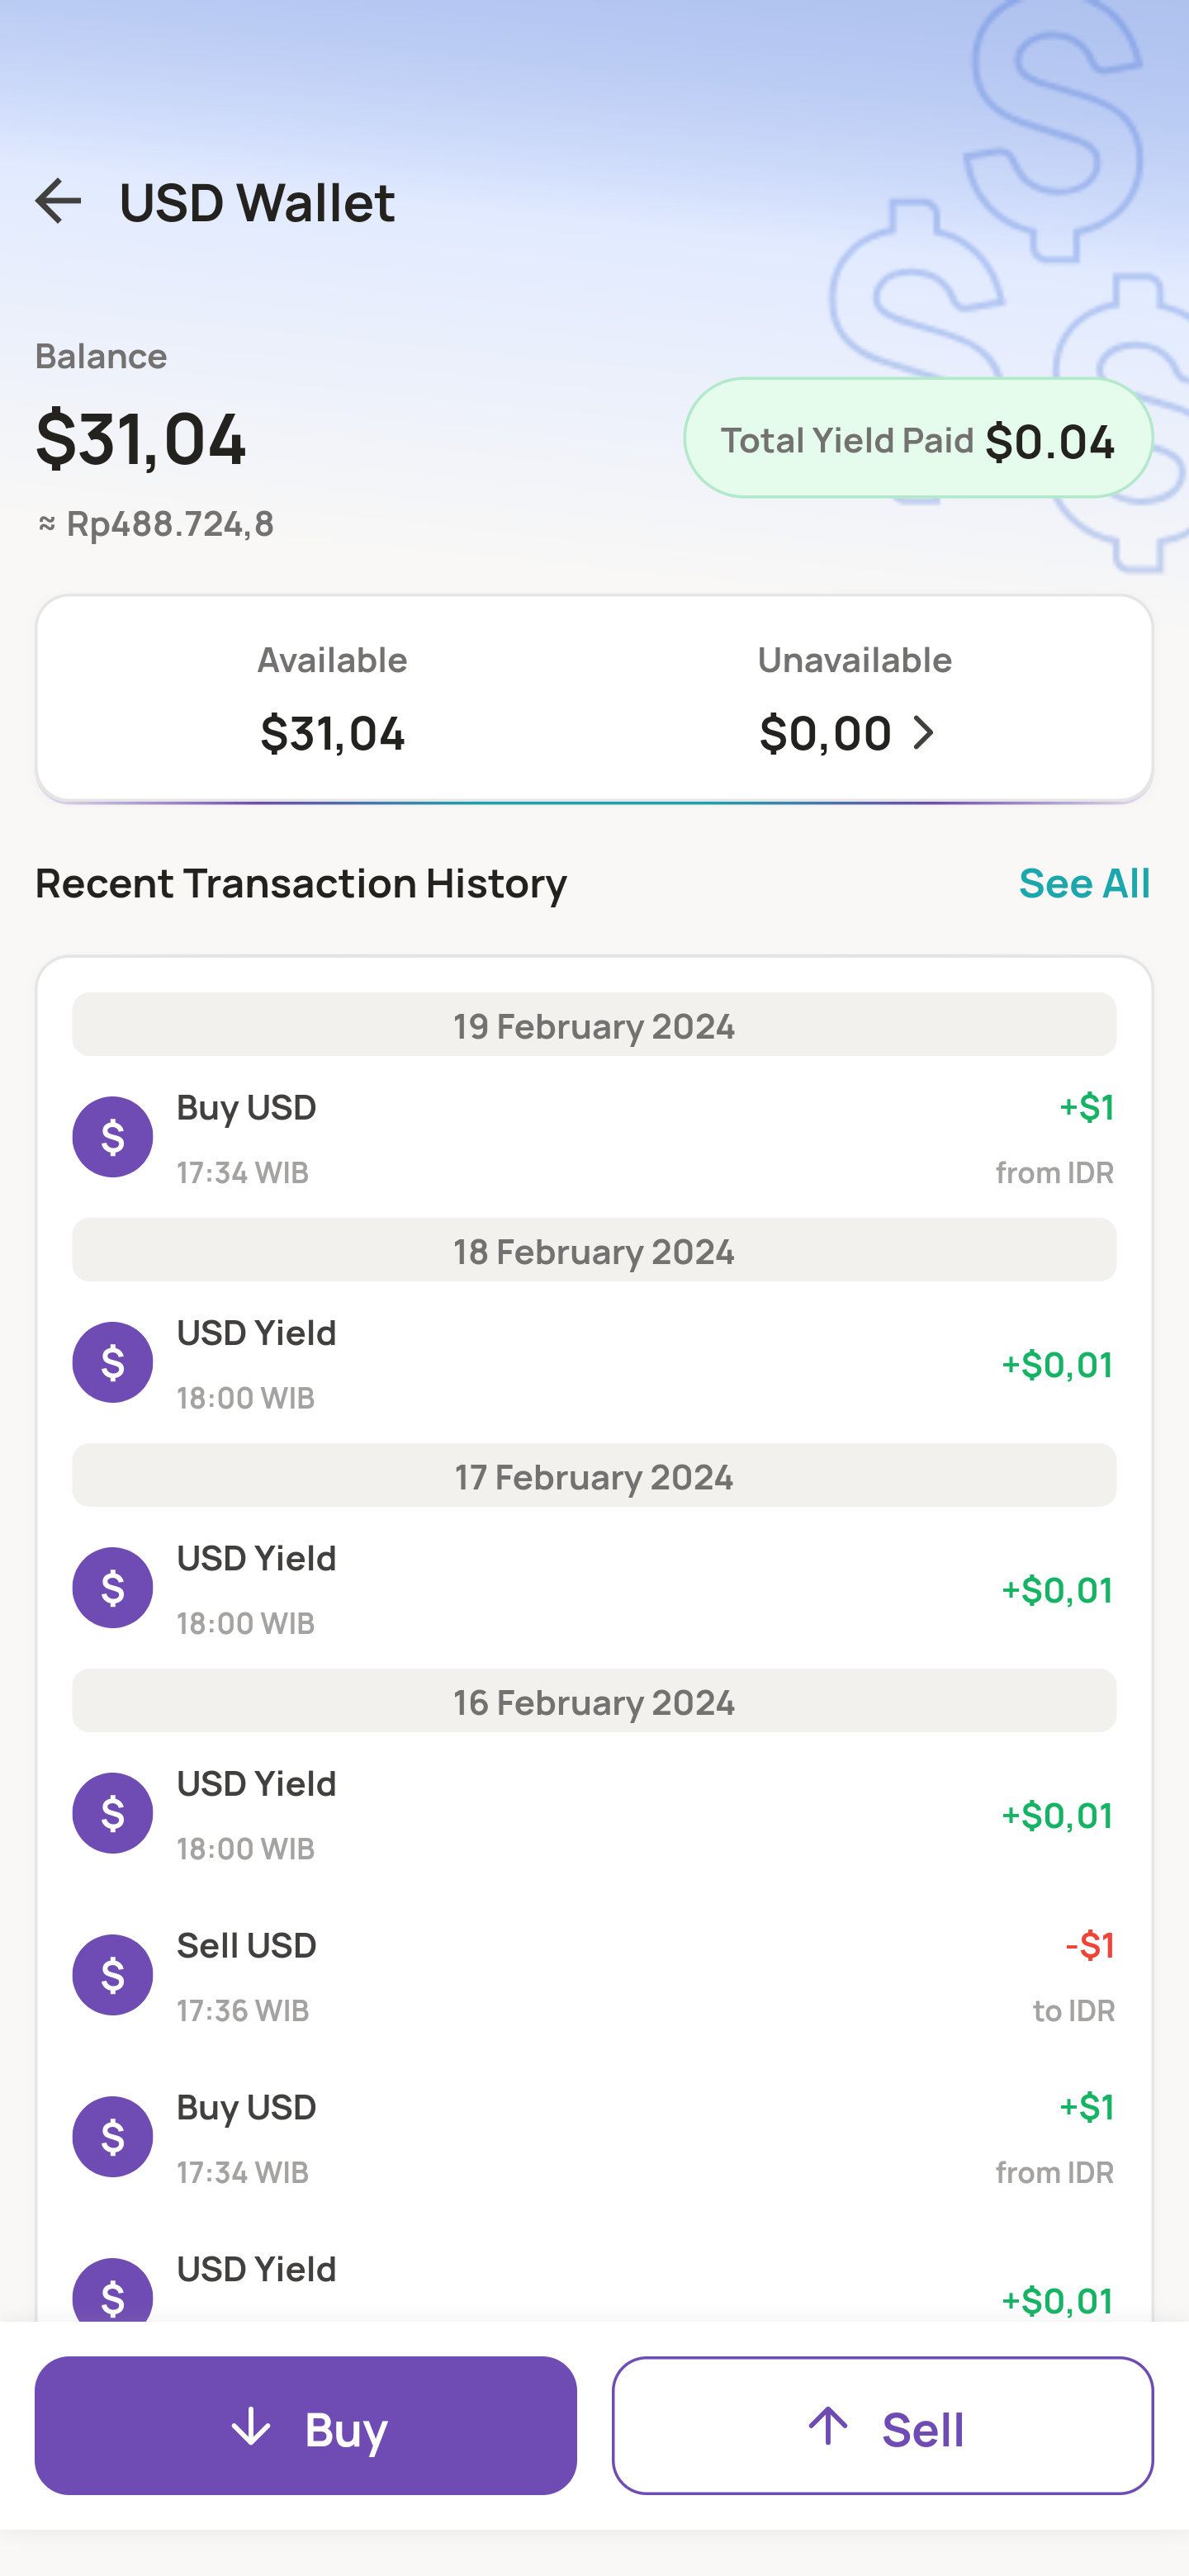 USD Wallet
Balance
$31,04
Total Yield Paid $0.04
≈ Rp488.724,8
Available
Unavailable
$31,04
$0,00
Recent Transaction History
See All
19 February 2024
Buy USD
+$1
17:34 WIB
from IDR
18 February 2024
USD Yield
+$0,01
18:00 WIB
17 February 2024
USD Yield
+$0,01
18:00 WIB
16 February 2024
USD Yield
+$0,01
18:00 WIB
Sell USD
-$1
17:36 WIB
to IDR
Buy USD
+$1
17:34 WIB
from IDR
USD Yield
+$0,01
Buy
Sell